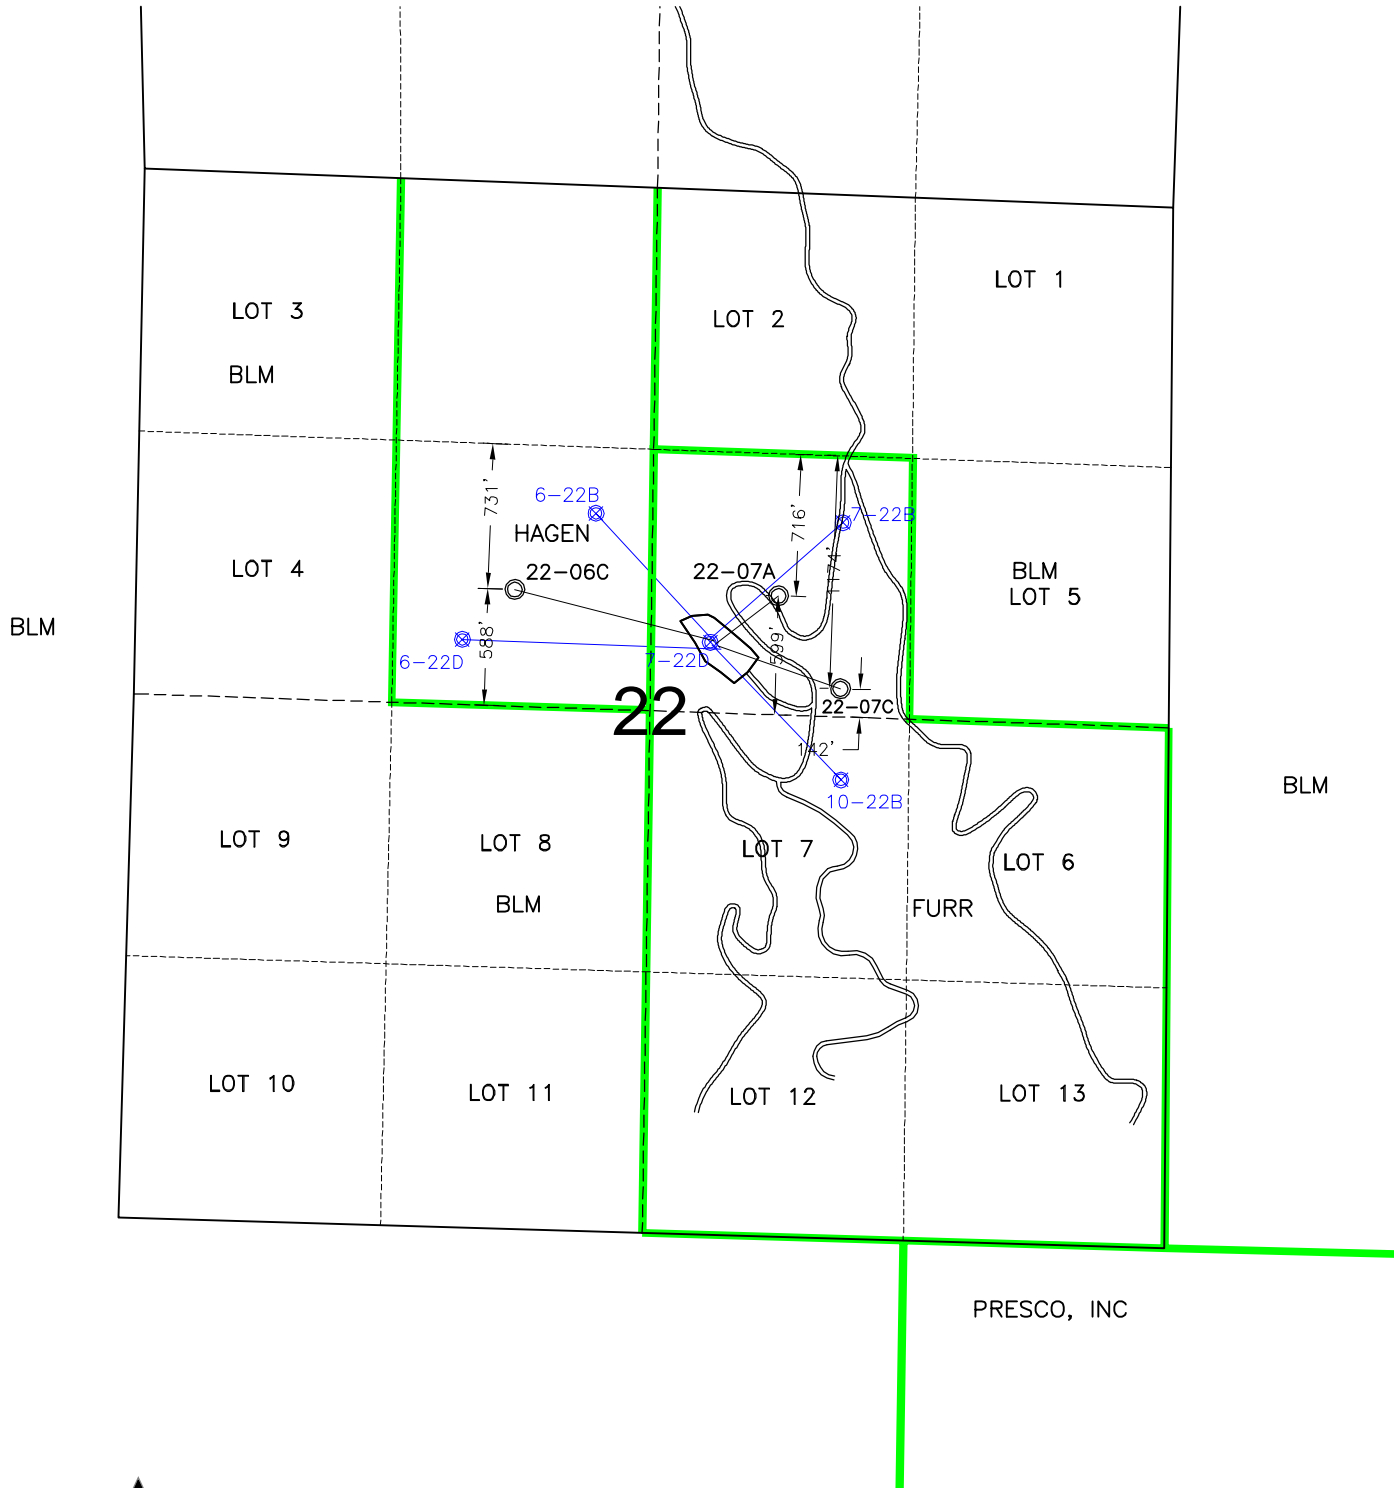 LOT 1
LOT 3
LOT 2
BLM
731'
6-22B
716'
7-22B
HAGEN
1174'
22-06C
22-07A
LOT 4
BLM
LOT 5
BLM
588'
599'
6-22D
7-22D
22
22-07C
142'
BLM
10-22B
LOT 9
LOT 8
LOT 7
LOT 6
BLM
FURR
LOT 10
LOT 11
LOT 12
LOT 13
PRESCO, INC